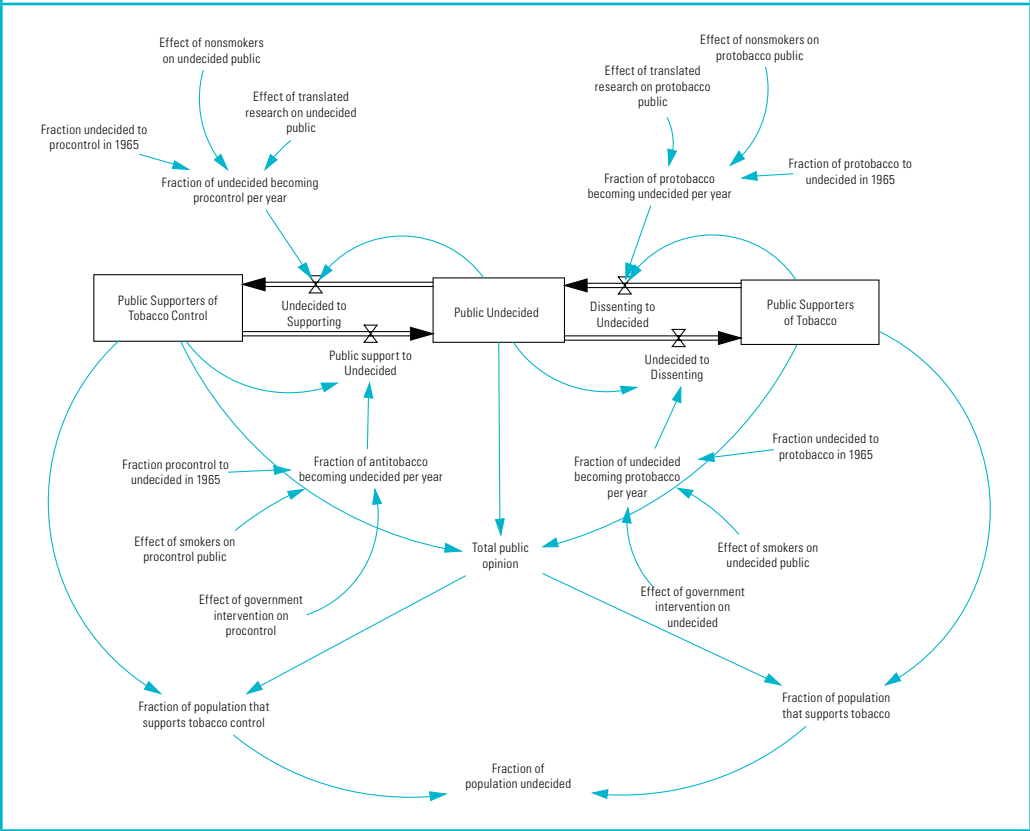 Effect of nonsmokers
on undecided public
Effect of nonsmokers on
protobacco public
Effect of translated
research on protobacco
public
Effect of translated
research on undecided
public
Fraction undecided to
procontrol in 1965
Fraction of protobacco to
undecided in 1965
Fraction of undecided becoming
procontrol per year
Fraction of protobacco
becoming undecided per year
Public Supporters of
Tobacco Control
Undecided to
Supporting
Public Undecided
Dissenting to
Undecided
Public Supporters
of Tobacco
Public support to
Undecided
Undecided to
Dissenting
Fraction procontrol to
undecided in 1965
Fraction of antitobacco
becoming undecided per year
Fraction of undecided
becoming protobacco
per year
Fraction undecided to
protobacco in 1965
Effect of smokers on
procontrol public
Total public
opinion
Effect of smokers on
undecided public
Effect of government
intervention on
procontrol
Effect of government
intervention on
undecided
Fraction of population that
supports tobacco control
Fraction of population
that supports tobacco
Fraction of
population undecided